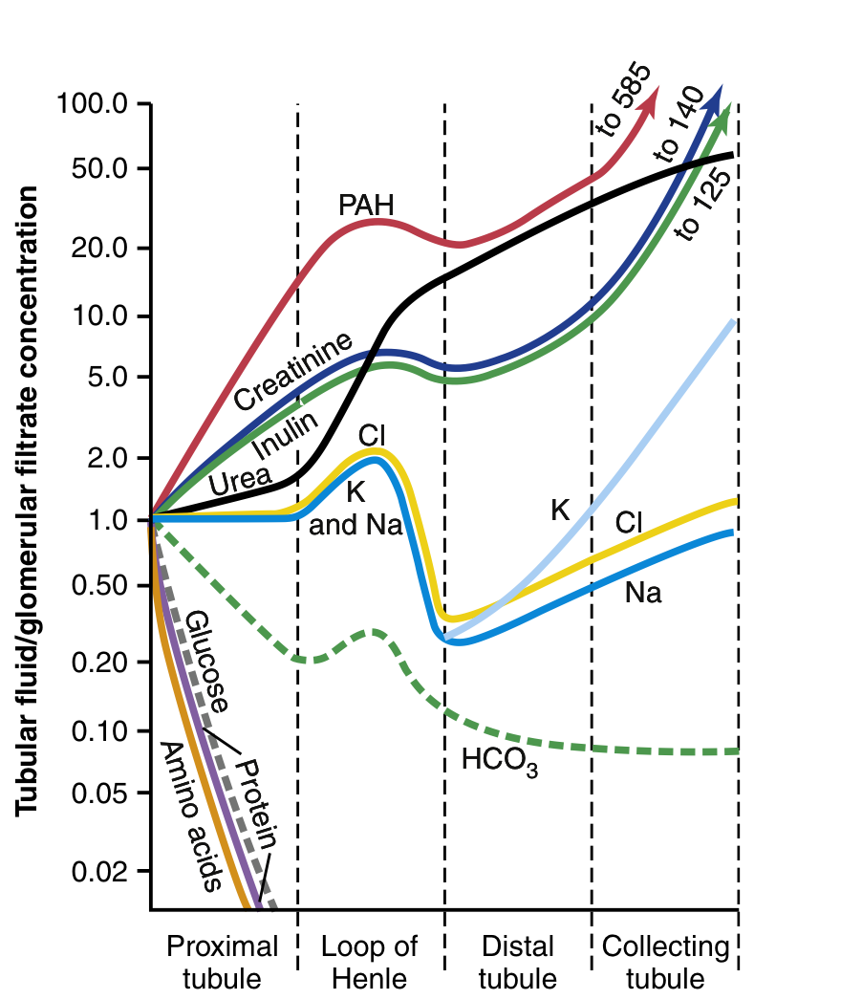 Tubular fluid/glomerular filtrate concentration
100.0
50.0
20.0
10.0
5.0
2.0
1.0
0.50
0.20
0.10
0.05
0.02
to 585
to 140
to 125
PAH
Creatinine
Inulin
Urea
Cl
K
and Na
K
Cl
Na
Glucose
Protein
Amino acids
HCO₃
Proximal
tubule
Loop of
Henle
Distal
tubule
Collecting
tubule